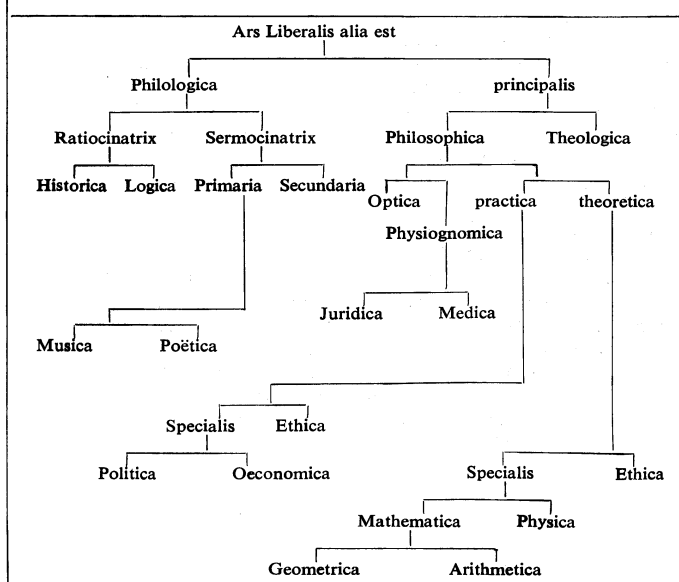 Ars Liberalis alia est
Philologica principalis
Ratiocinatrix Sermocinatrix Philosophica Theologica
Historica Logica Primaria Secundaria Optica practica theoretica
Physiognomica
Juridica Medica
Musica Poëtica
Specialis Ethica
Politica Oeconomica Specialis Ethica
Mathematica Physica
Geometrica Arithmetica